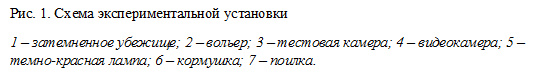 Рис. 1. Схема экспериментальной установки
1 – затемненное убежище; 2 – вольер; 3 – тестовая камера; 4 – видеокамера; 5 –
темно-красная лампа; 6 – кормушка; 7 – поилка.